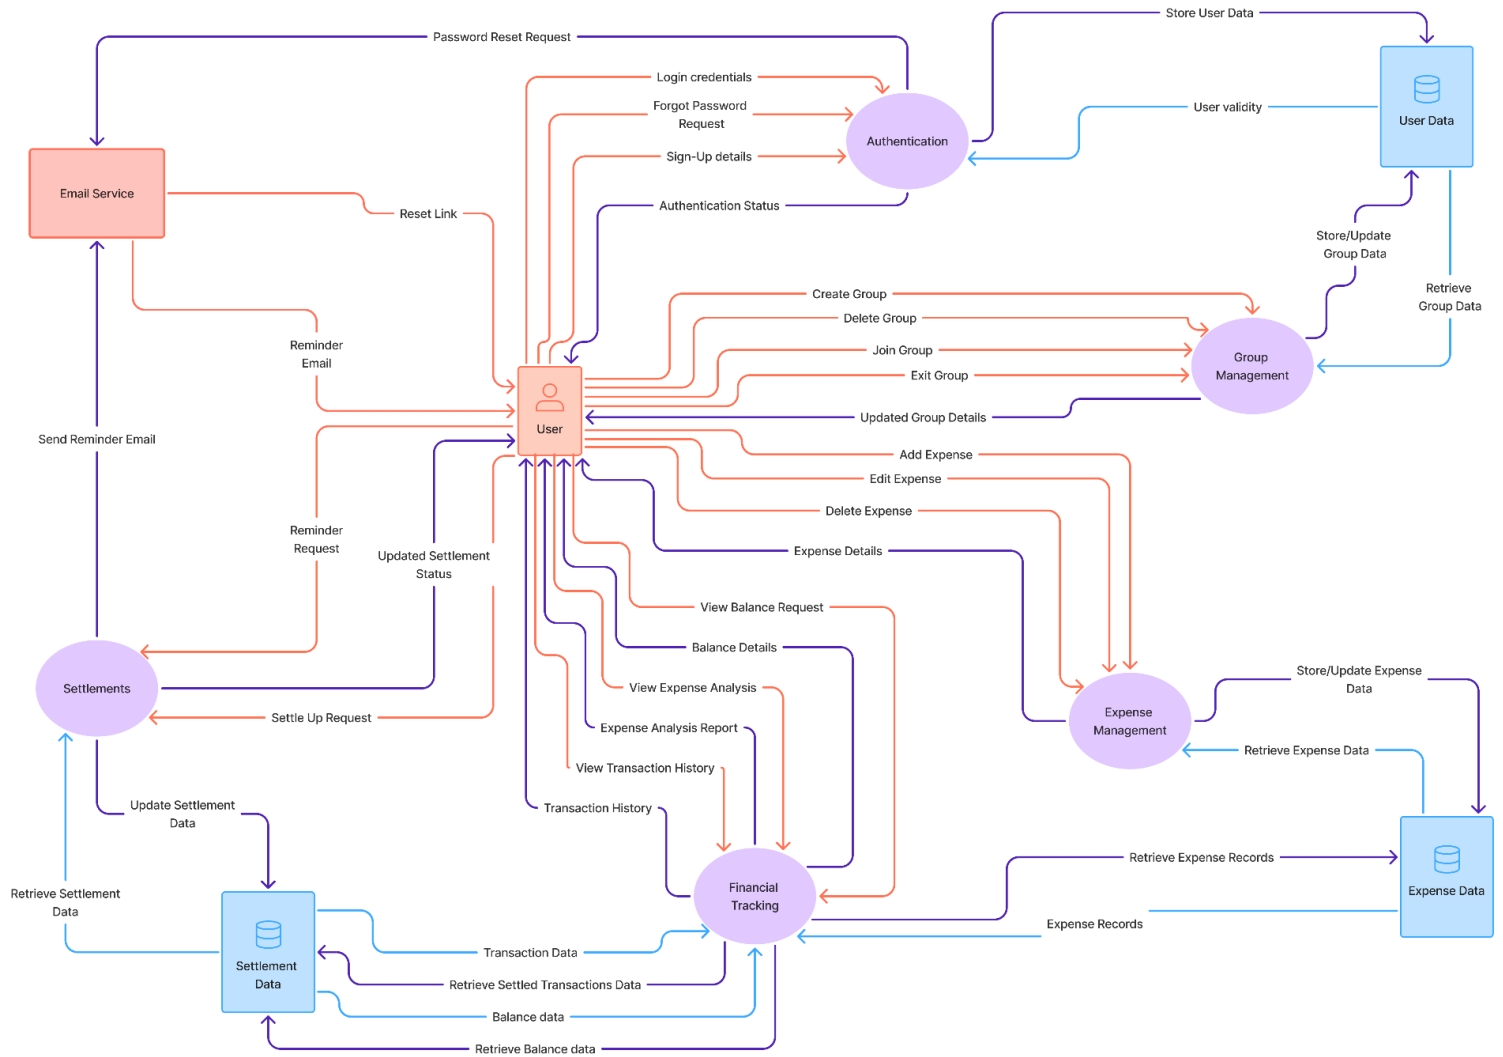 Store User Data
Password Reset Request
Login credentials
Forgot Password
Request
User validity
User Data
Authentication
Sign-Up details
Email Service
Authentication Status
Reset Link
Store/Update
Group Data
Retrieve
Group Data
Create Group
Delete Group
Reminder
Email
Join Group
Group
Management
Exit Group
Updated Group Details
User
Send Reminder Email
Add Expense
Edit Expense
Delete Expense
Reminder
Request
Updated Settlement
Status
Expense Details
View Balance Request
Balance Details
Store/Update Expense
Data
Settlements
View Expense Analysis
Settle Up Request
Expense Analysis Report
Expense
Management
Retrieve Expense Data
View Transaction History
Update Settlement
Data
Transaction History
Retrieve Expense Records
Expense Data
Retrieve Settlement
Data
Financial
Tracking
Expense Records
Transaction Data
Settlement
Data
Retrieve Settled Transactions Data
Balance data
Retrieve Balance data